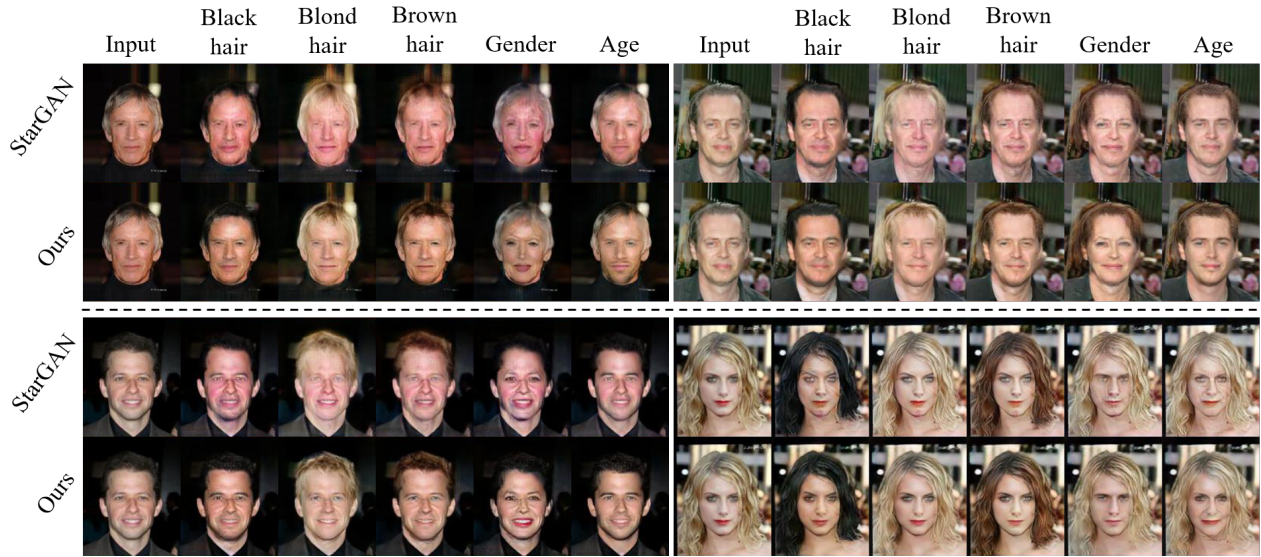 Input Black hair Blond hair Brown hair Gender Age Input Black hair Blond hair Brown hair Gender Age
StarGAN
Ours
StarGAN
Ours